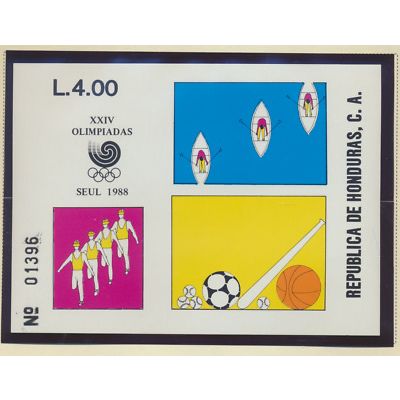 L.4.00
XXIV
OLIMPIADAS
SEUL 1988
REPUBLICA DE HONDURAS, C. A.
Nº 01396